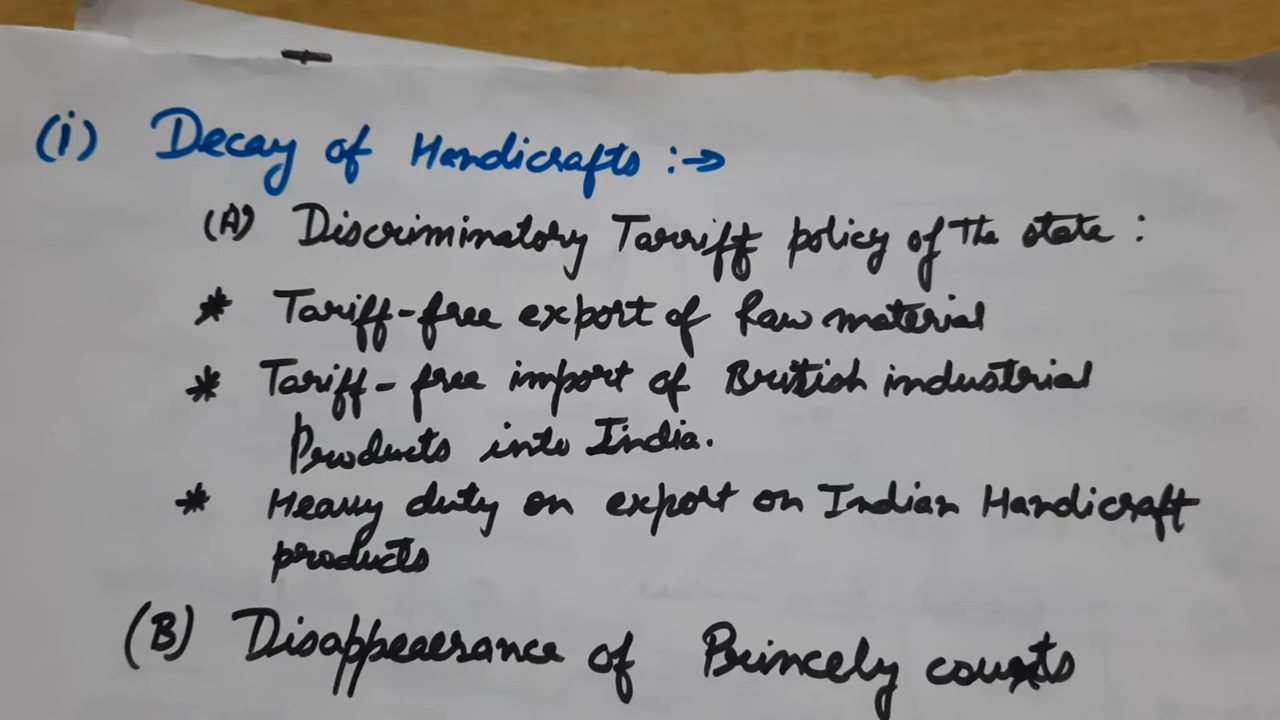 (i) Decay of Handicrafts :→
(A) Discriminatory Tarriff policy of The state :
* Tariff-free export of Raw material
* Tariff-free import of British industrial
Products into India.
* Heavy duty on export on Indian Handicraft
products
(B) Disappearance of Princely courts